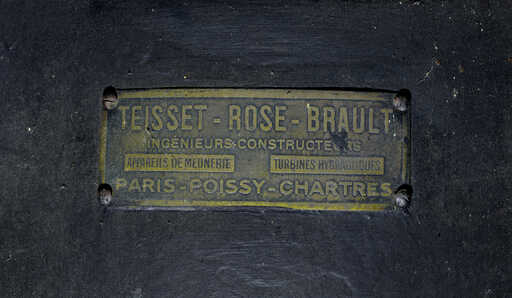 TEISSET - ROSE - BRAULT
INGENIEURS-CONSTRUCTEURS
APPAREILS DE MEUNERIE TURBINES HYDRAULIQUES
PARIS-POISSY-CHARTRES